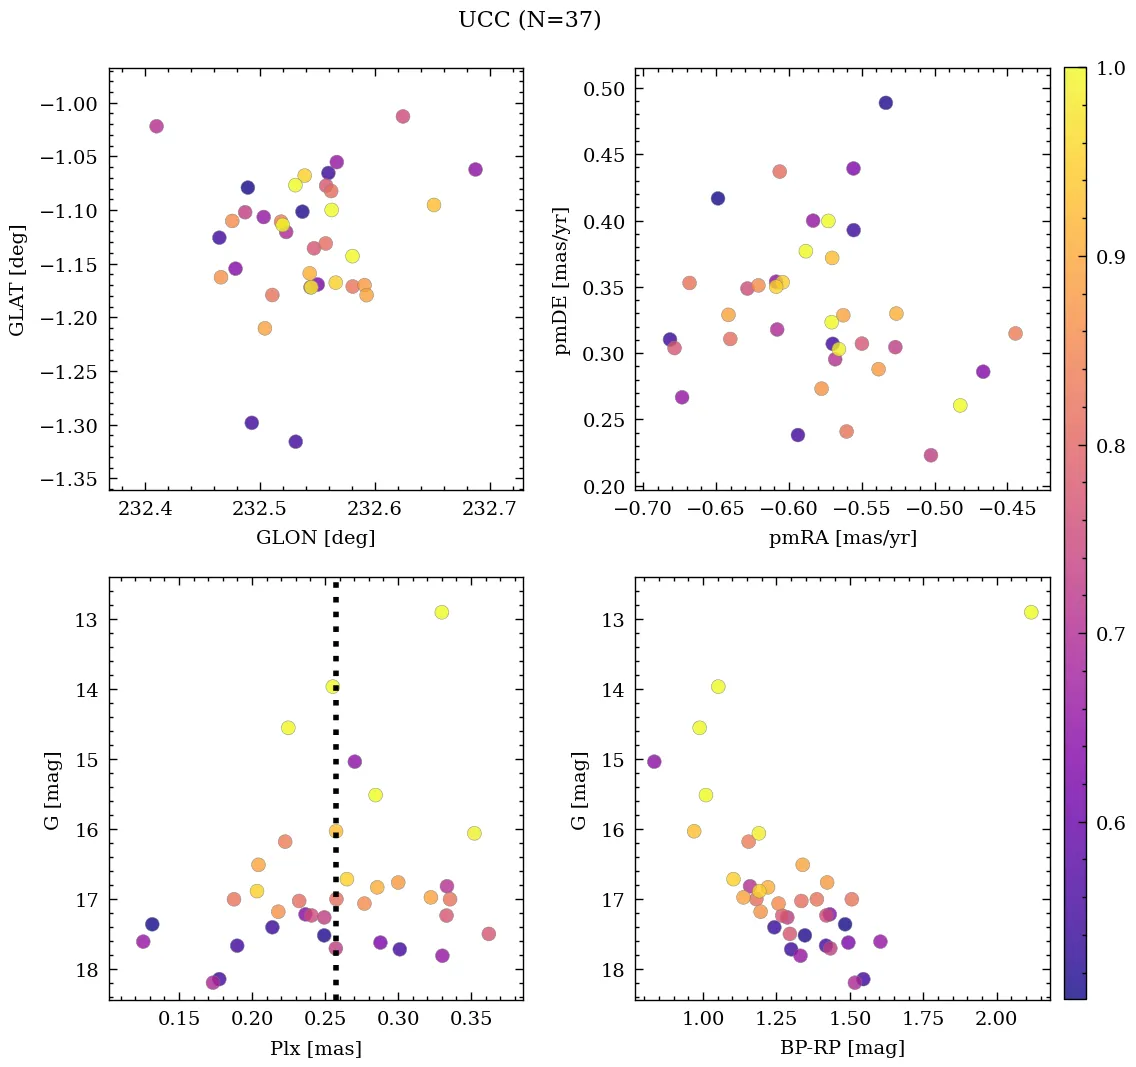 UCC (N=37)
−1.00
−1.05
−1.10
−1.15
−1.20
−1.25
−1.30
−1.35
GLAT [deg]
232.4 232.5 232.6 232.7
GLON [deg]
0.50
0.45
0.40
0.35
0.30
0.25
0.20
pmDE [mas/yr]
−0.70 −0.65 −0.60 −0.55 −0.50 −0.45
pmRA [mas/yr]
1.0
0.9
0.8
0.7
0.6
13
14
15
16
17
18
G [mag]
0.15 0.20 0.25 0.30 0.35
Plx [mas]
13
14
15
16
17
18
G [mag]
1.00 1.25 1.50 1.75 2.00
BP-RP [mag]